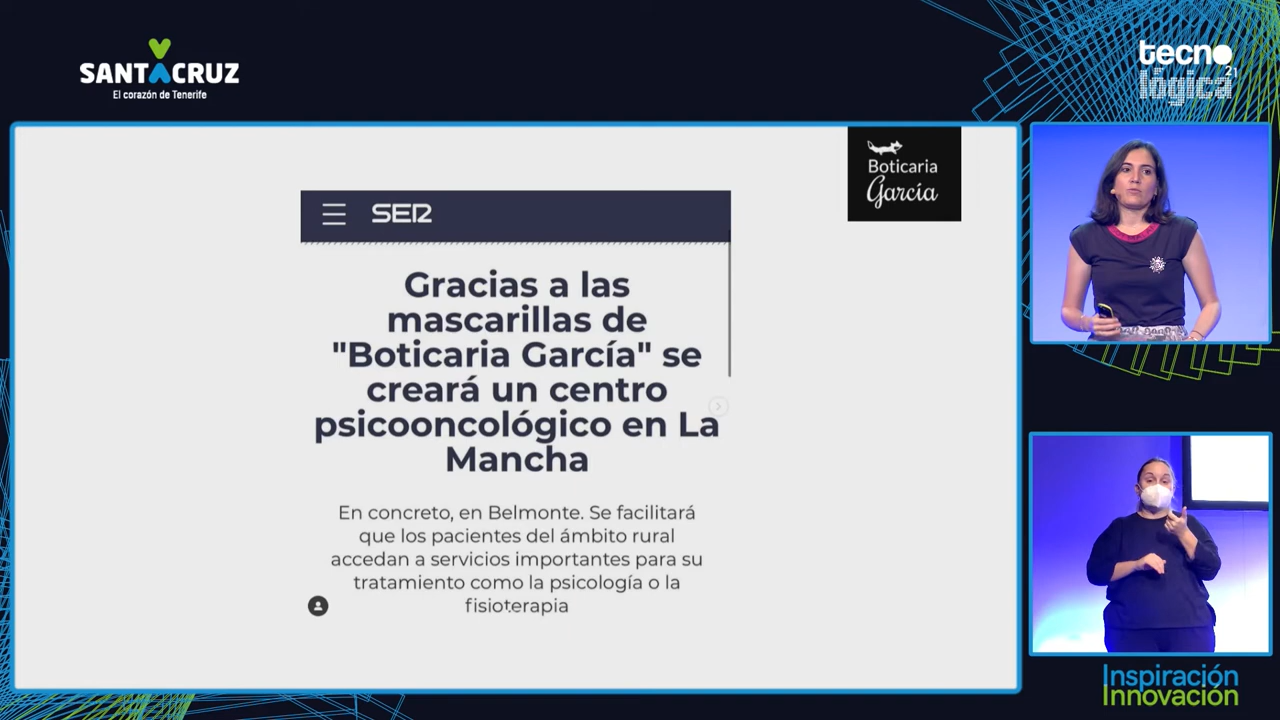 SANTACRUZ
El corazón de Tenerife
tecno
lógica
21
Boticaria
García
SER
Gracias a las
mascarillas de
"Boticaria García" se
creará un centro
psicooncológico en La
Mancha
En concreto, en Belmonte. Se facilitará
que los pacientes del ámbito rural
accedan a servicios importantes para su
tratamiento como la psicología o la
fisioterapia
Inspiración
Innovación